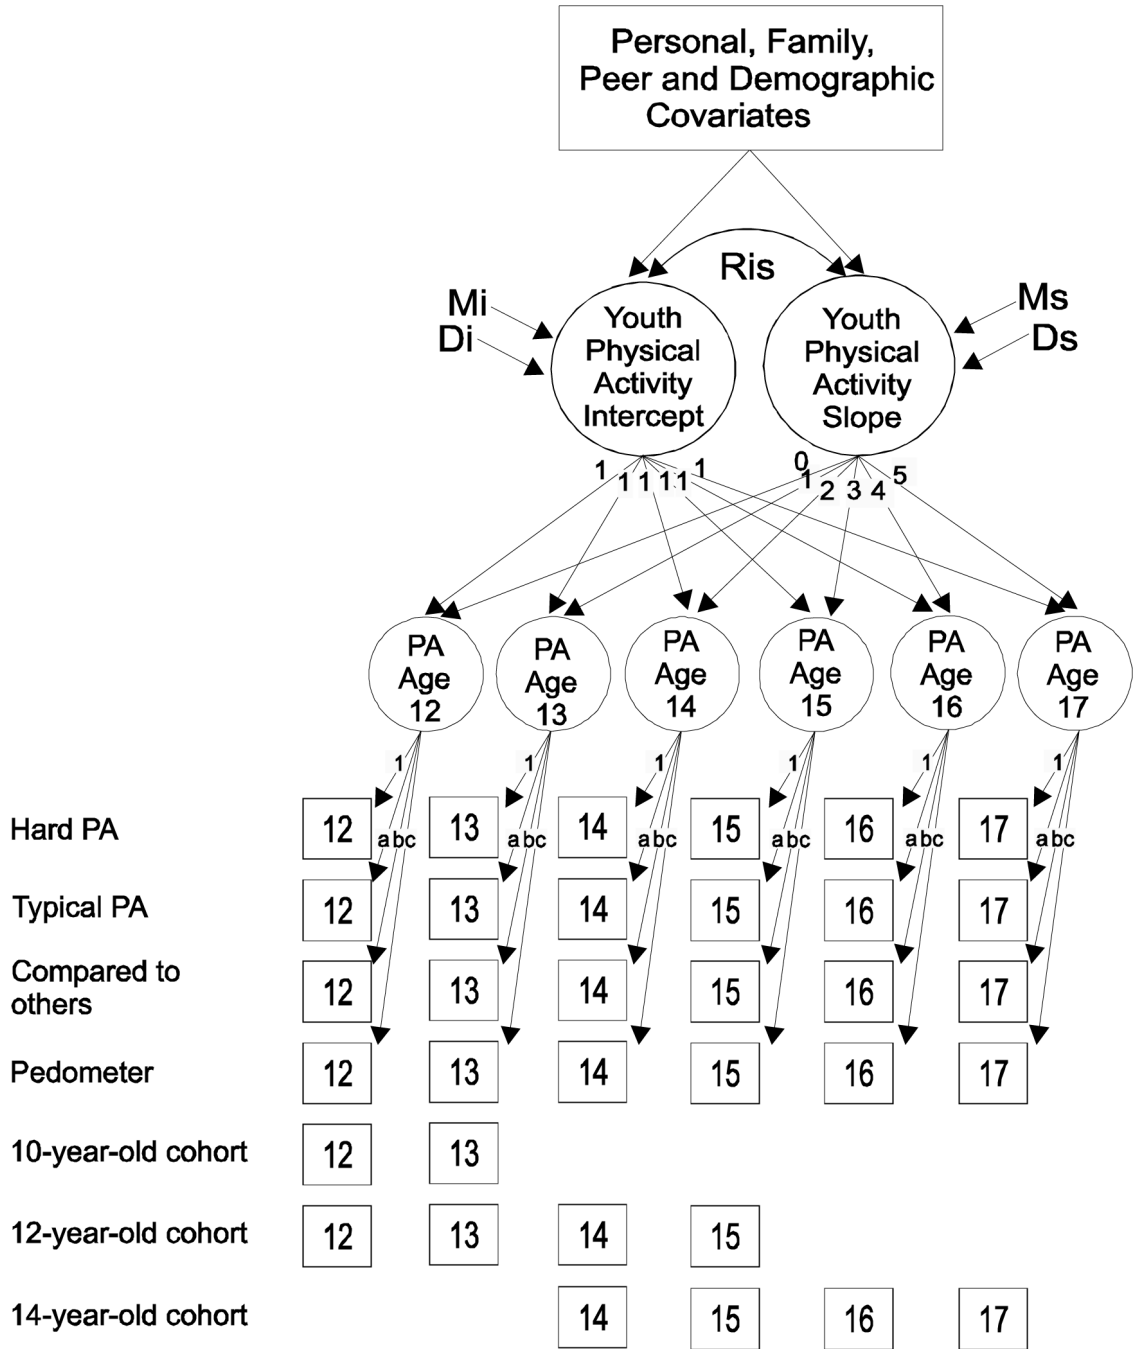 Personal, Family,
Peer and Demographic
Covariates
Ris
Mi
Di
Youth
Physical
Activity
Intercept
Youth
Physical
Activity
Slope
Ms
Ds
1 1 1 1 1 1
0 1 2 3 4 5
PA
Age
12
PA
Age
13
PA
Age
14
PA
Age
15
PA
Age
16
PA
Age
17
1 1 1 1 1 1
Hard PA 12 13 14 15 16 17
abc abc abc abc abc abc
Typical PA 12 13 14 15 16 17
Compared to
others 12 13 14 15 16 17
Pedometer 12 13 14 15 16 17
10-year-old cohort 12 13
12-year-old cohort 12 13 14 15
14-year-old cohort 14 15 16 17